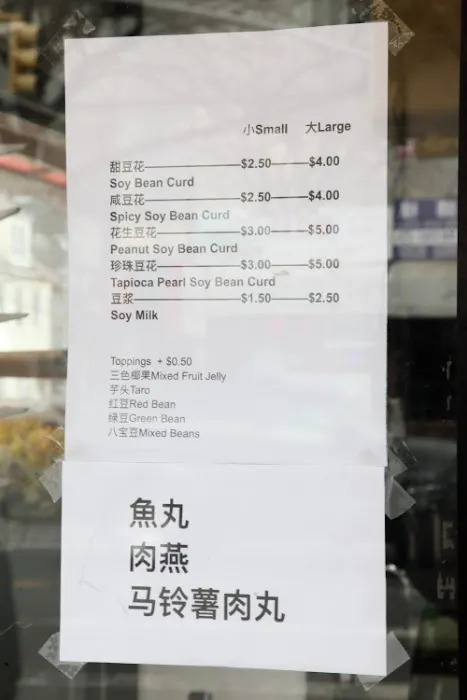 小Small 大Large
甜豆花 $2.50 $4.00
Soy Bean Curd
咸豆花 $2.50 $4.00
Spicy Soy Bean Curd
花生豆花 $3.00 $5.00
Peanut Soy Bean Curd
珍珠豆花 $3.00 $5.00
Tapioca Pearl Soy Bean Curd
豆浆 $1.50 $2.50
Soy Milk
Toppings + $0.50
三色椰果Mixed Fruit Jelly
芋头Taro
红豆Red Bean
绿豆Green Bean
八宝豆Mixed Beans
魚丸
肉燕
马铃薯肉丸